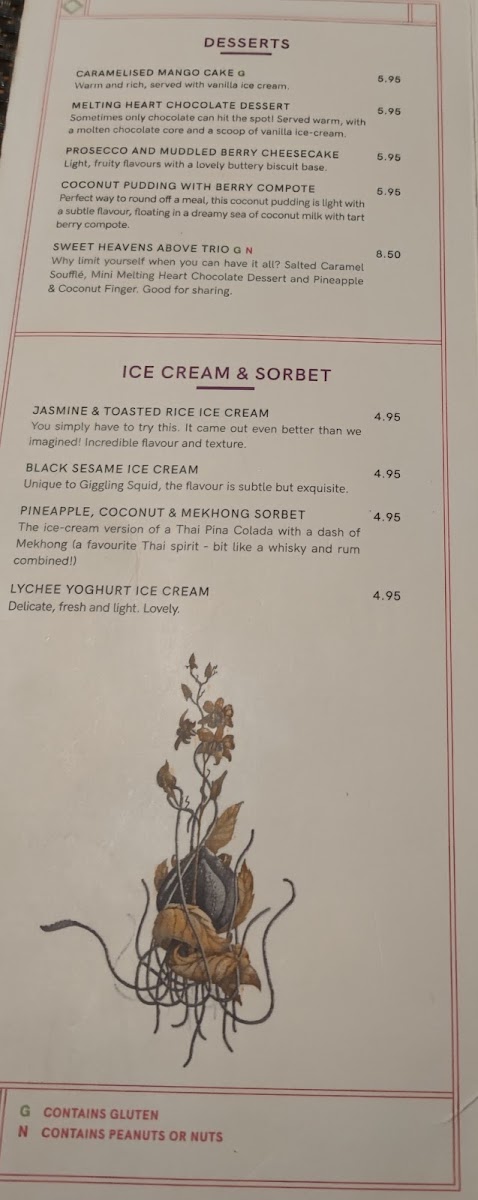 DESSERTS
CARAMELISED MANGO CAKE G 5.95
Warm and rich, served with vanilla ice cream.
MELTING HEART CHOCOLATE DESSERT 5.95
Sometimes only chocolate can hit the spot! Served warm, with
a molten chocolate core and a scoop of vanilla ice-cream.
PROSECCO AND MUDDLED BERRY CHEESECAKE 5.95
Light, fruity flavours with a lovely buttery biscuit base.
COCONUT PUDDING WITH BERRY COMPOTE 5.95
Perfect way to round off a meal, this coconut pudding is light with
a subtle flavour, floating in a dreamy sea of coconut milk with tart
berry compote.
SWEET HEAVENS ABOVE TRIO G N 8.50
Why limit yourself when you can have it all? Salted Caramel
Soufflé, Mini Melting Heart Chocolate Dessert and Pineapple
& Coconut Finger. Good for sharing.
ICE CREAM & SORBET
JASMINE & TOASTED RICE ICE CREAM 4.95
You simply have to try this. It came out even better than we
imagined! Incredible flavour and texture.
BLACK SESAME ICE CREAM 4.95
Unique to Giggling Squid, the flavour is subtle but exquisite.
PINEAPPLE, COCONUT & MEKHONG SORBET 4.95
The ice-cream version of a Thai Pina Colada with a dash of
Mekhong (a favourite Thai spirit - bit like a whisky and rum
combined!)
LYCHEE YOGHURT ICE CREAM 4.95
Delicate, fresh and light. Lovely.
G CONTAINS GLUTEN
N CONTAINS PEANUTS OR NUTS